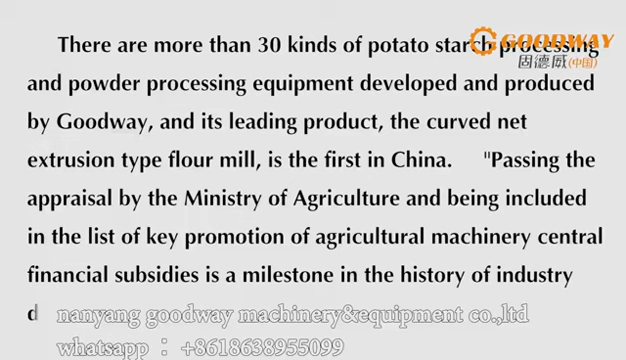 There are more than 30 kinds of potato starch processing
GOODWAY
固德威(中国)
and powder processing equipment developed and produced
by Goodway, and its leading product, the curved net
extrusion type flour mill, is the first in China. "Passing the
appraisal by the Ministry of Agriculture and being included
in the list of key promotion of agricultural machinery central
financial subsidies is a milestone in the history of industry
d
nanyang goodway machinery&equipment co.,ltd
whatsapp : +8618638955099